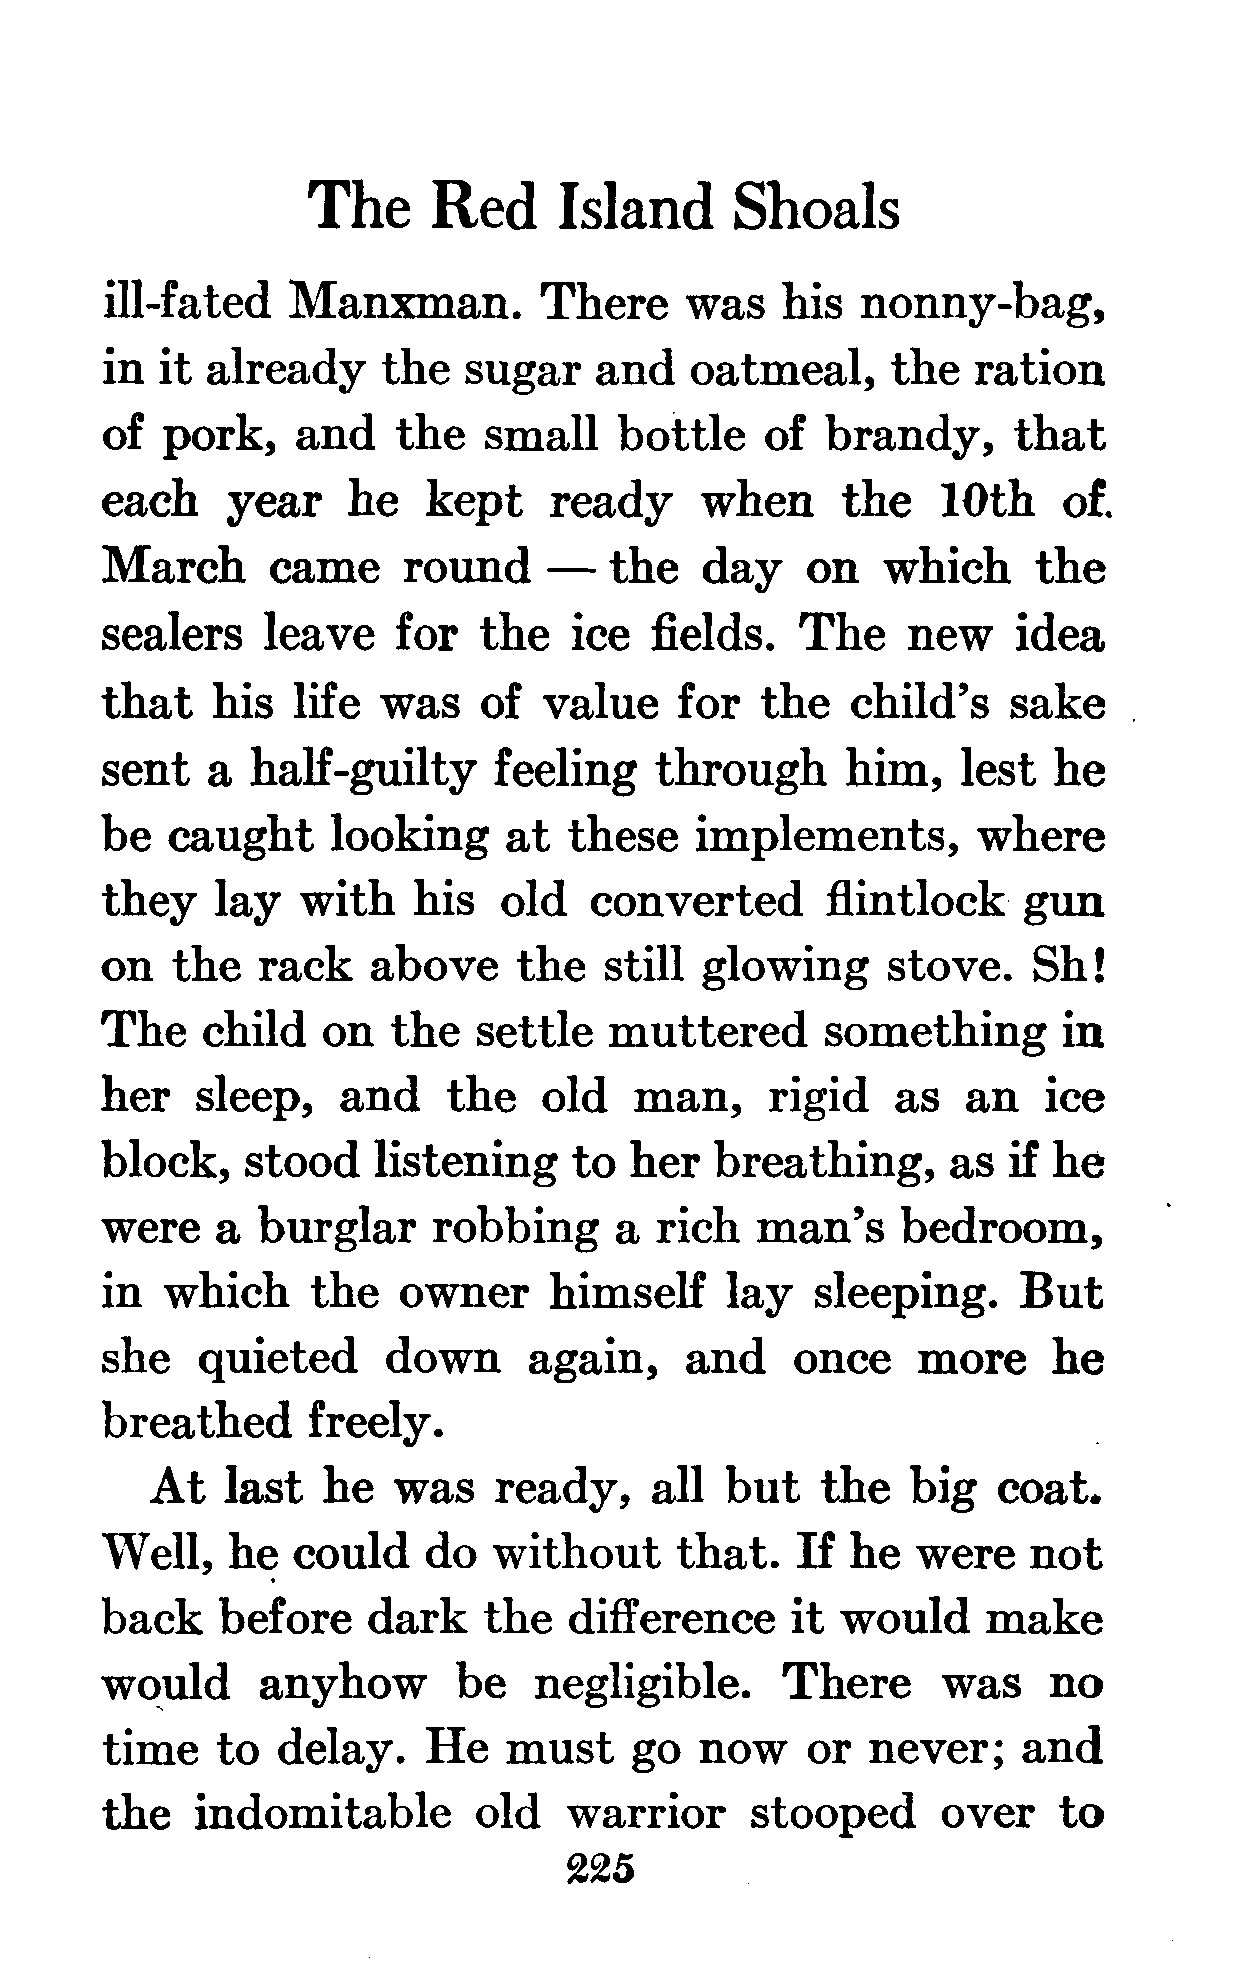 The Red Island Shoals
ill-fated Manxman. There was his nonny-bag,
in it already the sugar and oatmeal, the ration
of pork, and the small bottle of brandy, that
each year he kept ready when the 10th of.
March came round — the day on which the
sealers leave for the ice fields. The new idea
that his life was of value for the child's sake
sent a half-guilty feeling through him, lest he
be caught looking at these implements, where
they lay with his old converted flintlock gun
on the rack above the still glowing stove. Sh!
The child on the settle muttered something in
her sleep, and the old man, rigid as an ice
block, stood listening to her breathing, as if he
were a burglar robbing a rich man's bedroom,
in which the owner himself lay sleeping. But
she quieted down again, and once more he
breathed freely.
At last he was ready, all but the big coat.
Well, he could do without that. If he were not
back before dark the difference it would make
would anyhow be negligible. There was no
time to delay. He must go now or never; and
the indomitable old warrior stooped over to
225